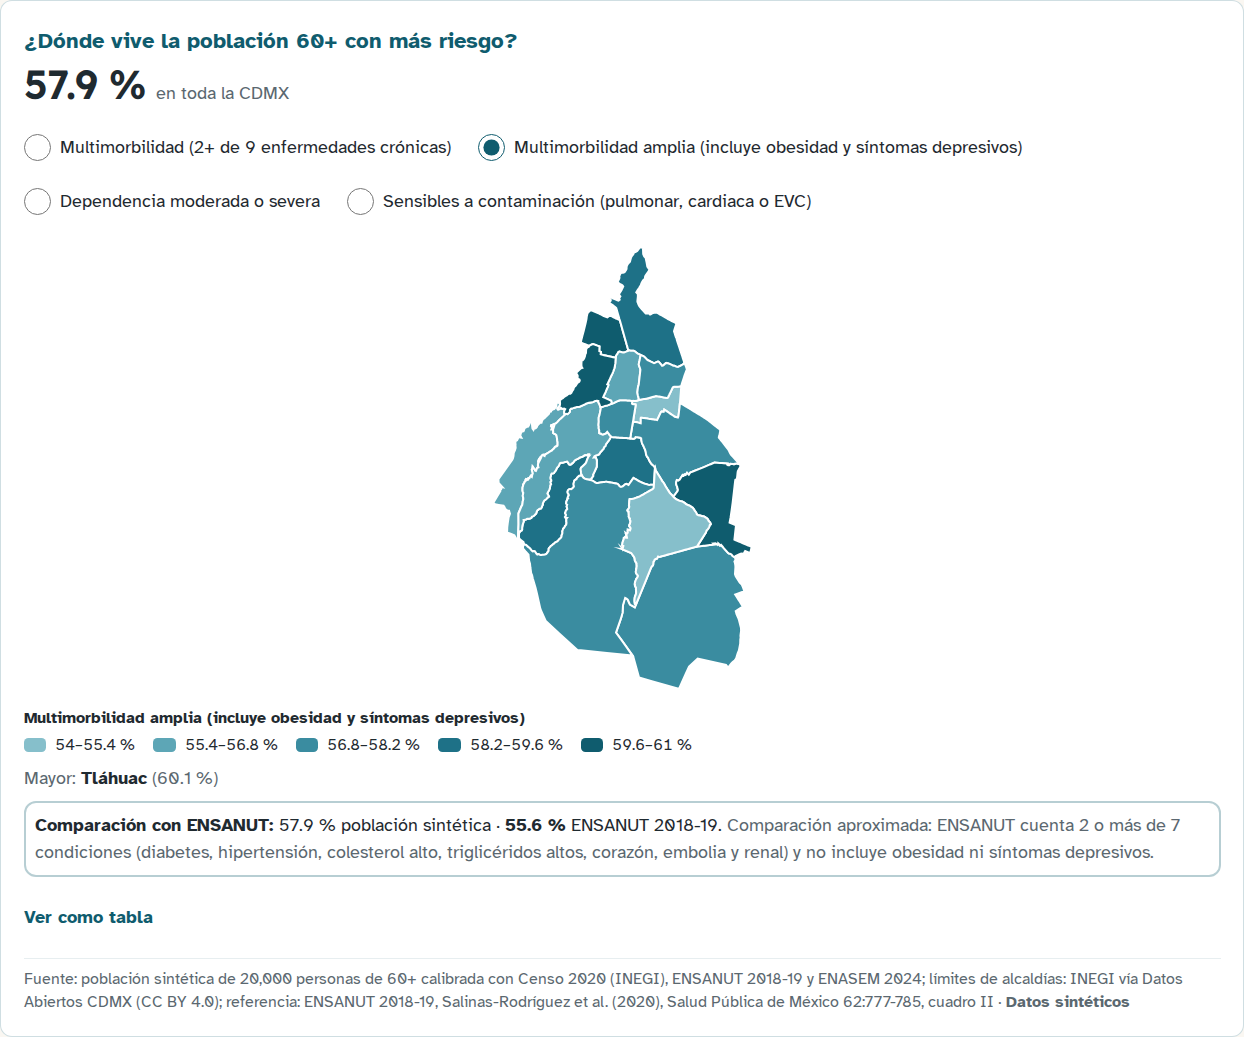 ¿Dónde vive la población 60+ con más riesgo?
57.9 % en toda la CDMX
Multimorbilidad (2+ de 9 enfermedades crónicas) Multimorbilidad amplia (incluye obesidad y síntomas depresivos)
Dependencia moderada o severa Sensibles a contaminación (pulmonar, cardiaca o EVC)
Multimorbilidad amplia (incluye obesidad y síntomas depresivos)
54–55.4 % 55.4–56.8 % 56.8–58.2 % 58.2–59.6 % 59.6–61 %
Mayor: Tláhuac (60.1 %)
Comparación con ENSANUT: 57.9 % población sintética · 55.6 % ENSANUT 2018-19. Comparación aproximada: ENSANUT cuenta 2 o más de 7
condiciones (diabetes, hipertensión, colesterol alto, triglicéridos altos, corazón, embolia y renal) y no incluye obesidad ni síntomas depresivos.
Ver como tabla
Fuente: población sintética de 20,000 personas de 60+ calibrada con Censo 2020 (INEGI), ENSANUT 2018-19 y ENASEM 2024; límites de alcaldías: INEGI vía Datos
Abiertos CDMX (CC BY 4.0); referencia: ENSANUT 2018-19, Salinas-Rodríguez et al. (2020), Salud Pública de México 62:777-785, cuadro II · Datos sintéticos